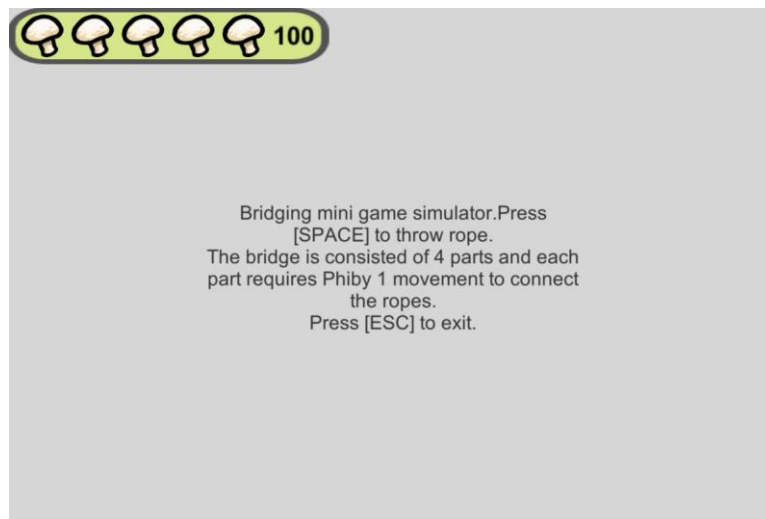 100
Bridging mini game simulator.Press
[SPACE] to throw rope.
The bridge is consisted of 4 parts and each
part requires Phiby 1 movement to connect
the ropes.
Press [ESC] to exit.